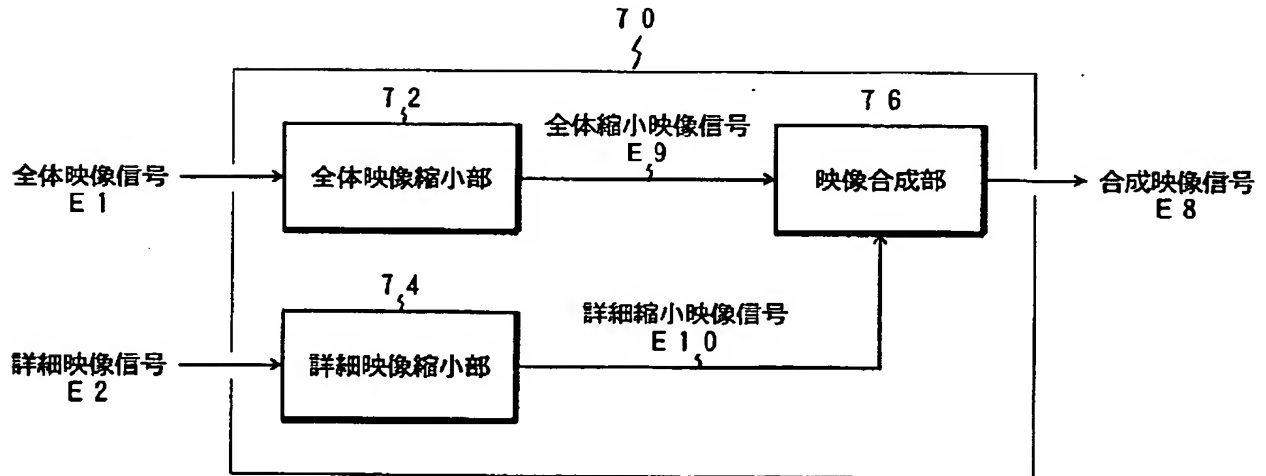 ７０
７２
全体縮小映像信号
Ｅ９
７６
全体映像信号
Ｅ１
全体映像縮小部
映像合成部
合成映像信号
Ｅ８
７４
詳細縮小映像信号
Ｅ１０
詳細映像信号
Ｅ２
詳細映像縮小部